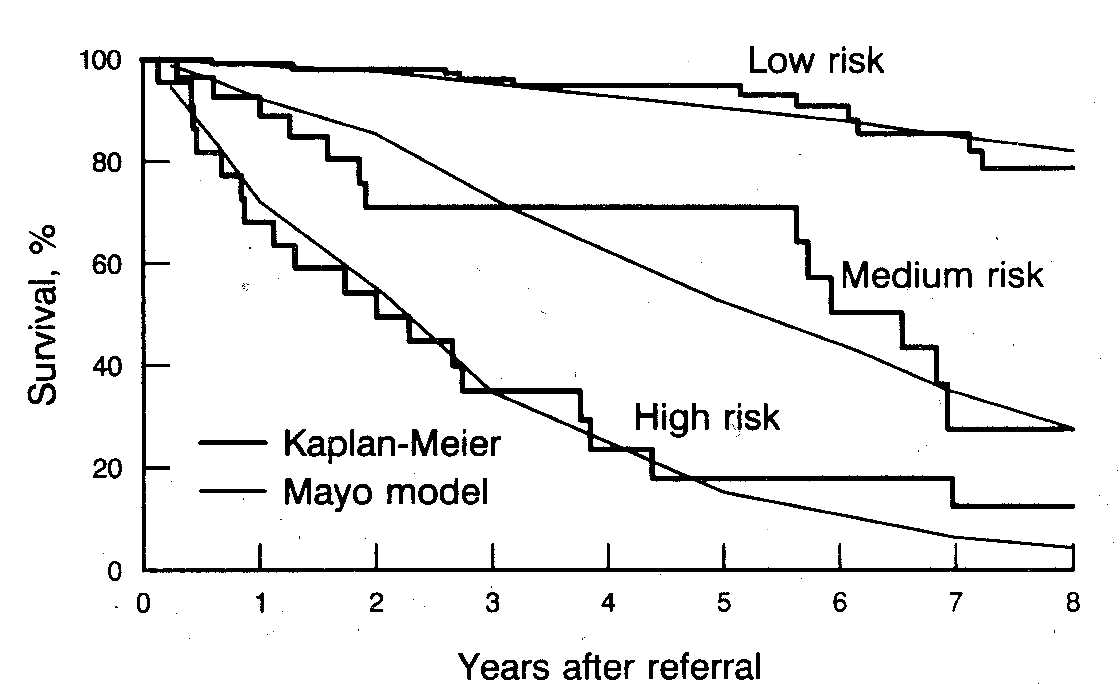 100
80
60
40
20
0
Survival, %
Low risk
Medium risk
High risk
Kaplan-Meier
Mayo model
0 1 2 3 4 5 6 7 8
Years after referral